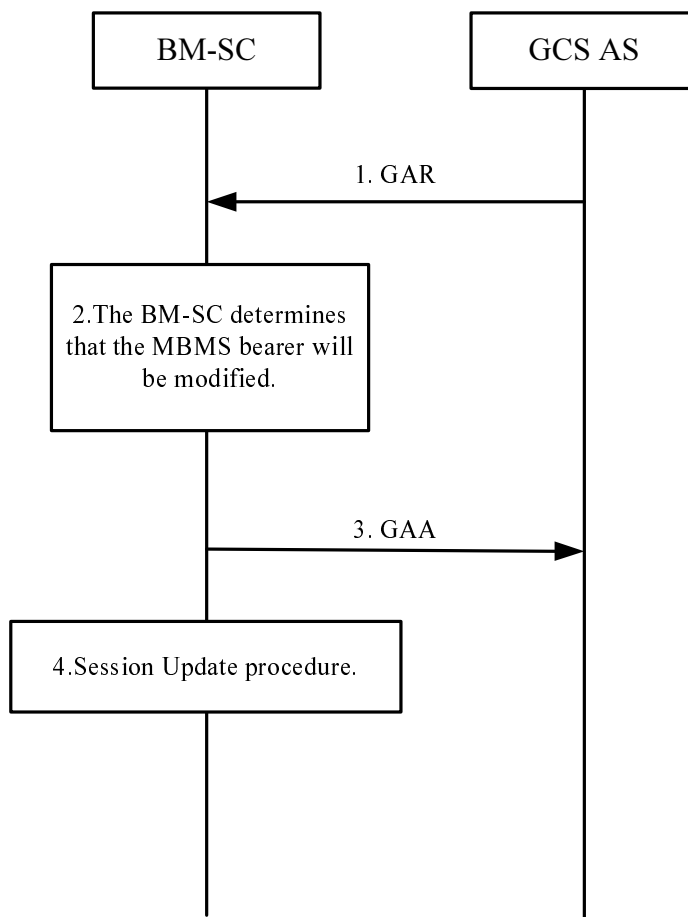 BM-SC
GCS AS
1. GAR
2.The BM-SC determines
that the MBMS bearer will
be modified.
3. GAA
4.Session Update procedure.